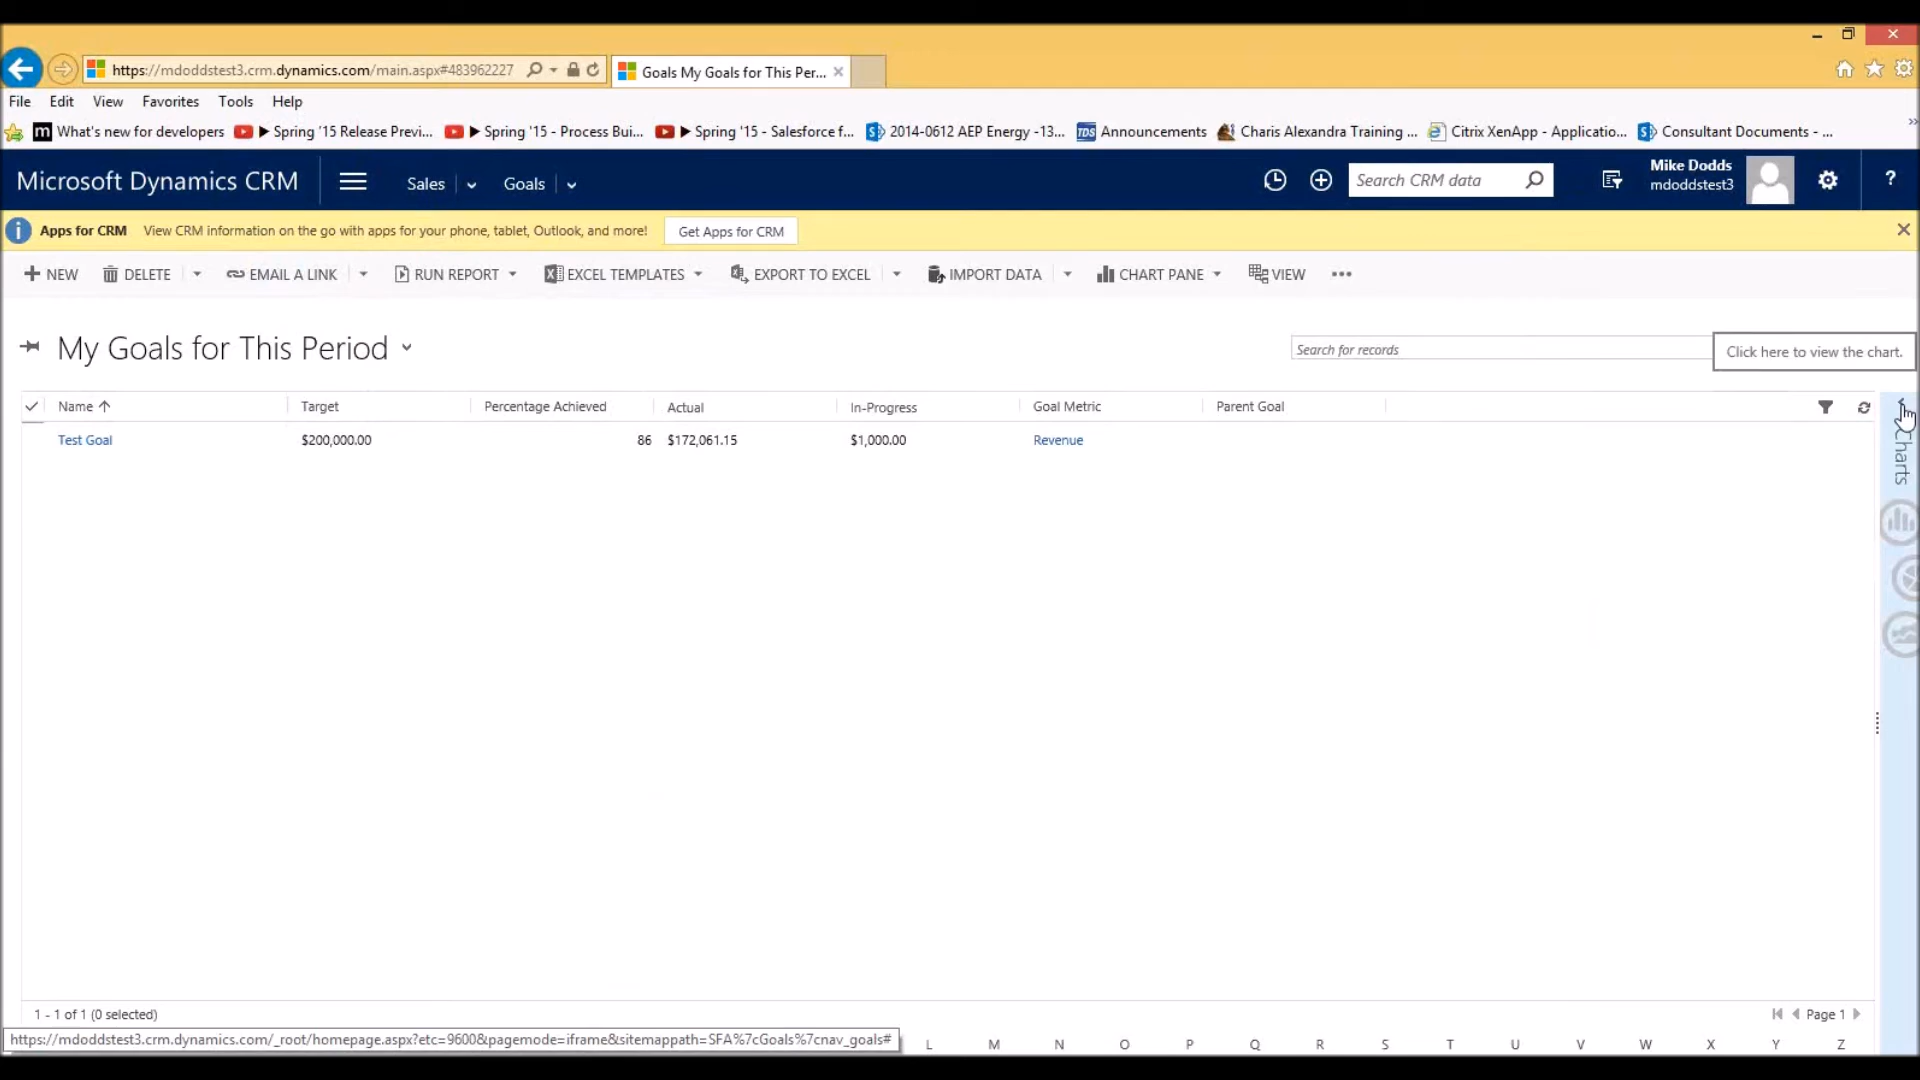 https://mdoddstest3.crm.dynamics.com/main.aspx#483962227
Goals My Goals for This Per...
File Edit View Favorites Tools Help
What's new for developers Spring '15 Release Previ... Spring '15 - Process Bui... Spring '15 - Salesforce f... 2014-0612 AEP Energy -13... TDS Announcements Charis Alexandra Training ... Citrix XenApp - Applicatio... Consultant Documents - ...
Microsoft Dynamics CRM Sales Goals Search CRM data Mike Dodds ?
mdoddstest3
Apps for CRM View CRM information on the go with apps for your phone, tablet, Outlook, and more! Get Apps for CRM
NEW DELETE EMAIL A LINK RUN REPORT EXCEL TEMPLATES EXPORT TO EXCEL IMPORT DATA CHART PANE VIEW
My Goals for This Period Search for records Click here to view the chart.
Name Target Percentage Achieved Actual In-Progress Goal Metric Parent Goal
Test Goal $200,000.00 86 $172,061.15 $1,000.00 Revenue
Charts
1 - 1 of 1 (0 selected) Page 1
https://mdoddstest3.crm.dynamics.com/_root/homepage.aspx?etc=9600&pagemode=iframe&sitemappath=SFA%7cGoals%7cnav_goals# L M N O P Q R S T U V W X Y Z